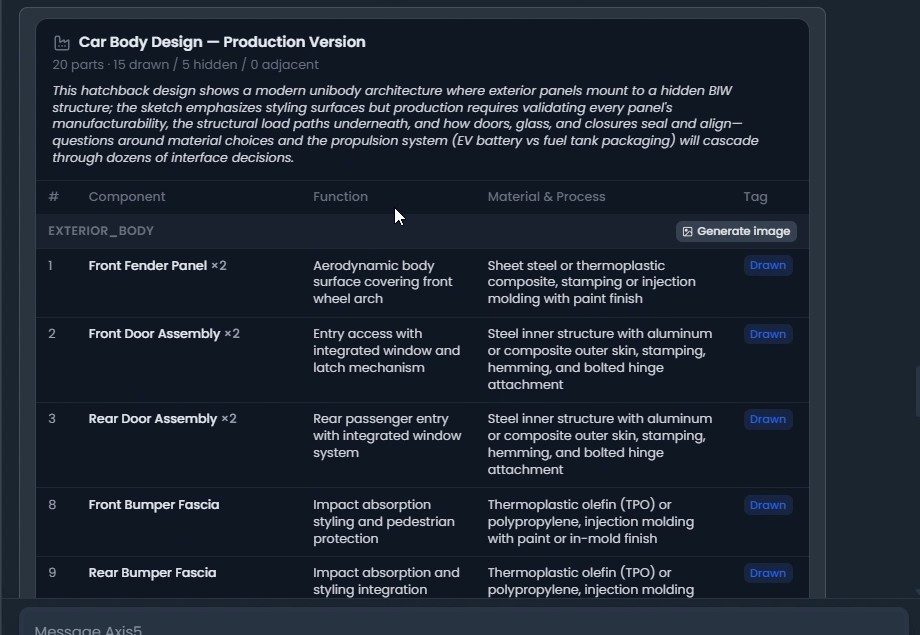 Car Body Design — Production Version
20 parts · 15 drawn / 5 hidden / 0 adjacent
This hatchback design shows a modern unibody architecture where exterior panels mount to a hidden BIW
structure; the sketch emphasizes styling surfaces but production requires validating every panel's
manufacturability, the structural load paths underneath, and how doors, glass, and closures seal and align—
questions around material choices and the propulsion system (EV battery vs fuel tank packaging) will cascade
through dozens of interface decisions.
# Component Function Material & Process Tag
EXTERIOR_BODY Generate image
1 Front Fender Panel ×2 Aerodynamic body Sheet steel or thermoplastic Drawn
surface covering front composite, stamping or injection
wheel arch molding with paint finish
2 Front Door Assembly ×2 Entry access with Steel inner structure with aluminum Drawn
integrated window and or composite outer skin, stamping,
latch mechanism hemming, and bolted hinge
attachment
3 Rear Door Assembly ×2 Rear passenger entry Steel inner structure with aluminum Drawn
with integrated window or composite outer skin, stamping,
system hemming, and bolted hinge
attachment
8 Front Bumper Fascia Impact absorption Thermoplastic olefin (TPO) or Drawn
styling and pedestrian polypropylene, injection molding
protection with paint or in-mold finish
9 Rear Bumper Fascia Impact absorption and Thermoplastic olefin (TPO) or Drawn
styling integration polypropylene, injection molding
Message Axis5